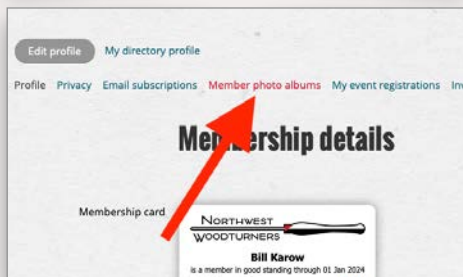 Edit profile My directory profile
Profile Privacy Email subscriptions Member photo albums My event registrations
Membership details
Membership card
NORTHWEST
WOODTURNERS
Bill Karow
is a member in good standing through 01 Jan 2024